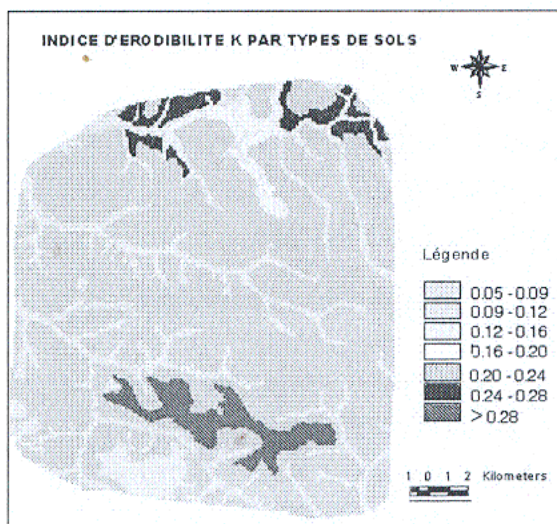 INDICE D'ERODIBILITE K PAR TYPES DE SOLS
W E
S
Légende
0.05 - 0.09
0.09 - 0.12
0.12 - 0.16
0.16 - 0.20
0.20 - 0.24
0.24 - 0.28
> 0.28
1 0 1 2 Kilometers